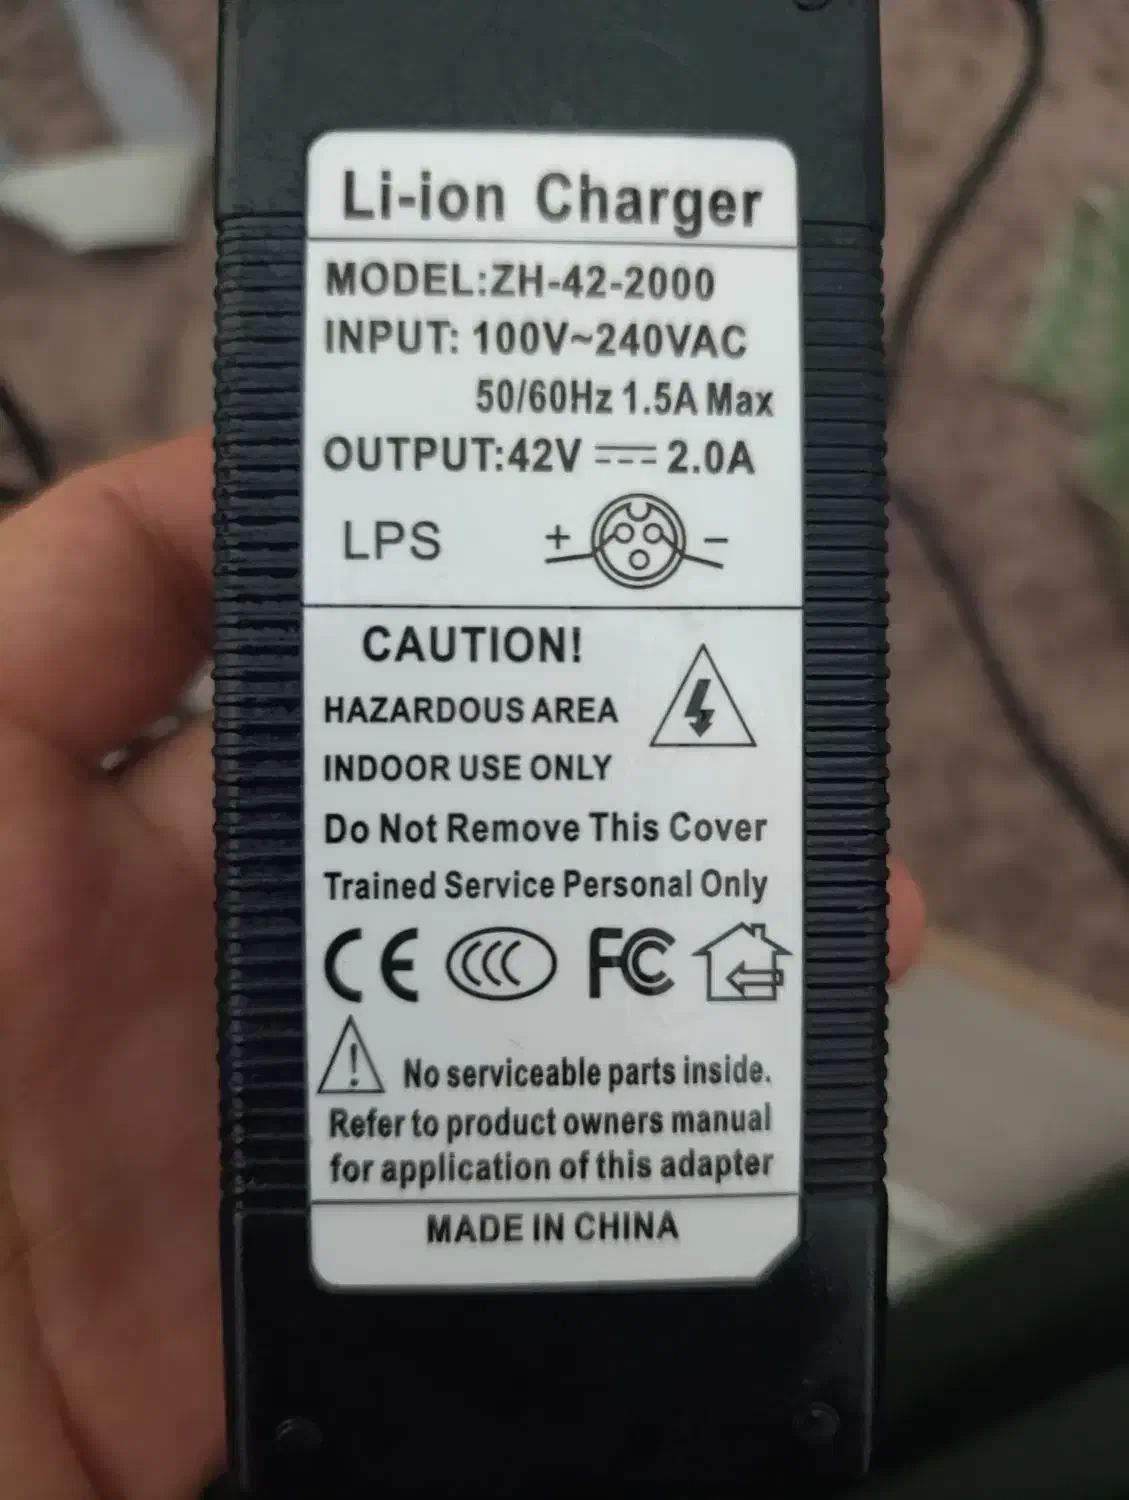 Li-ion Charger
MODEL:ZH-42-2000
INPUT: 100V~240VAC
50/60Hz 1.5A Max
OUTPUT:42V ⎓ 2.0A
LPS + −
CAUTION!
HAZARDOUS AREA
INDOOR USE ONLY
Do Not Remove This Cover
Trained Service Personal Only
CE CCC FC
! No serviceable parts inside.
Refer to product owners manual
for application of this adapter
MADE IN CHINA